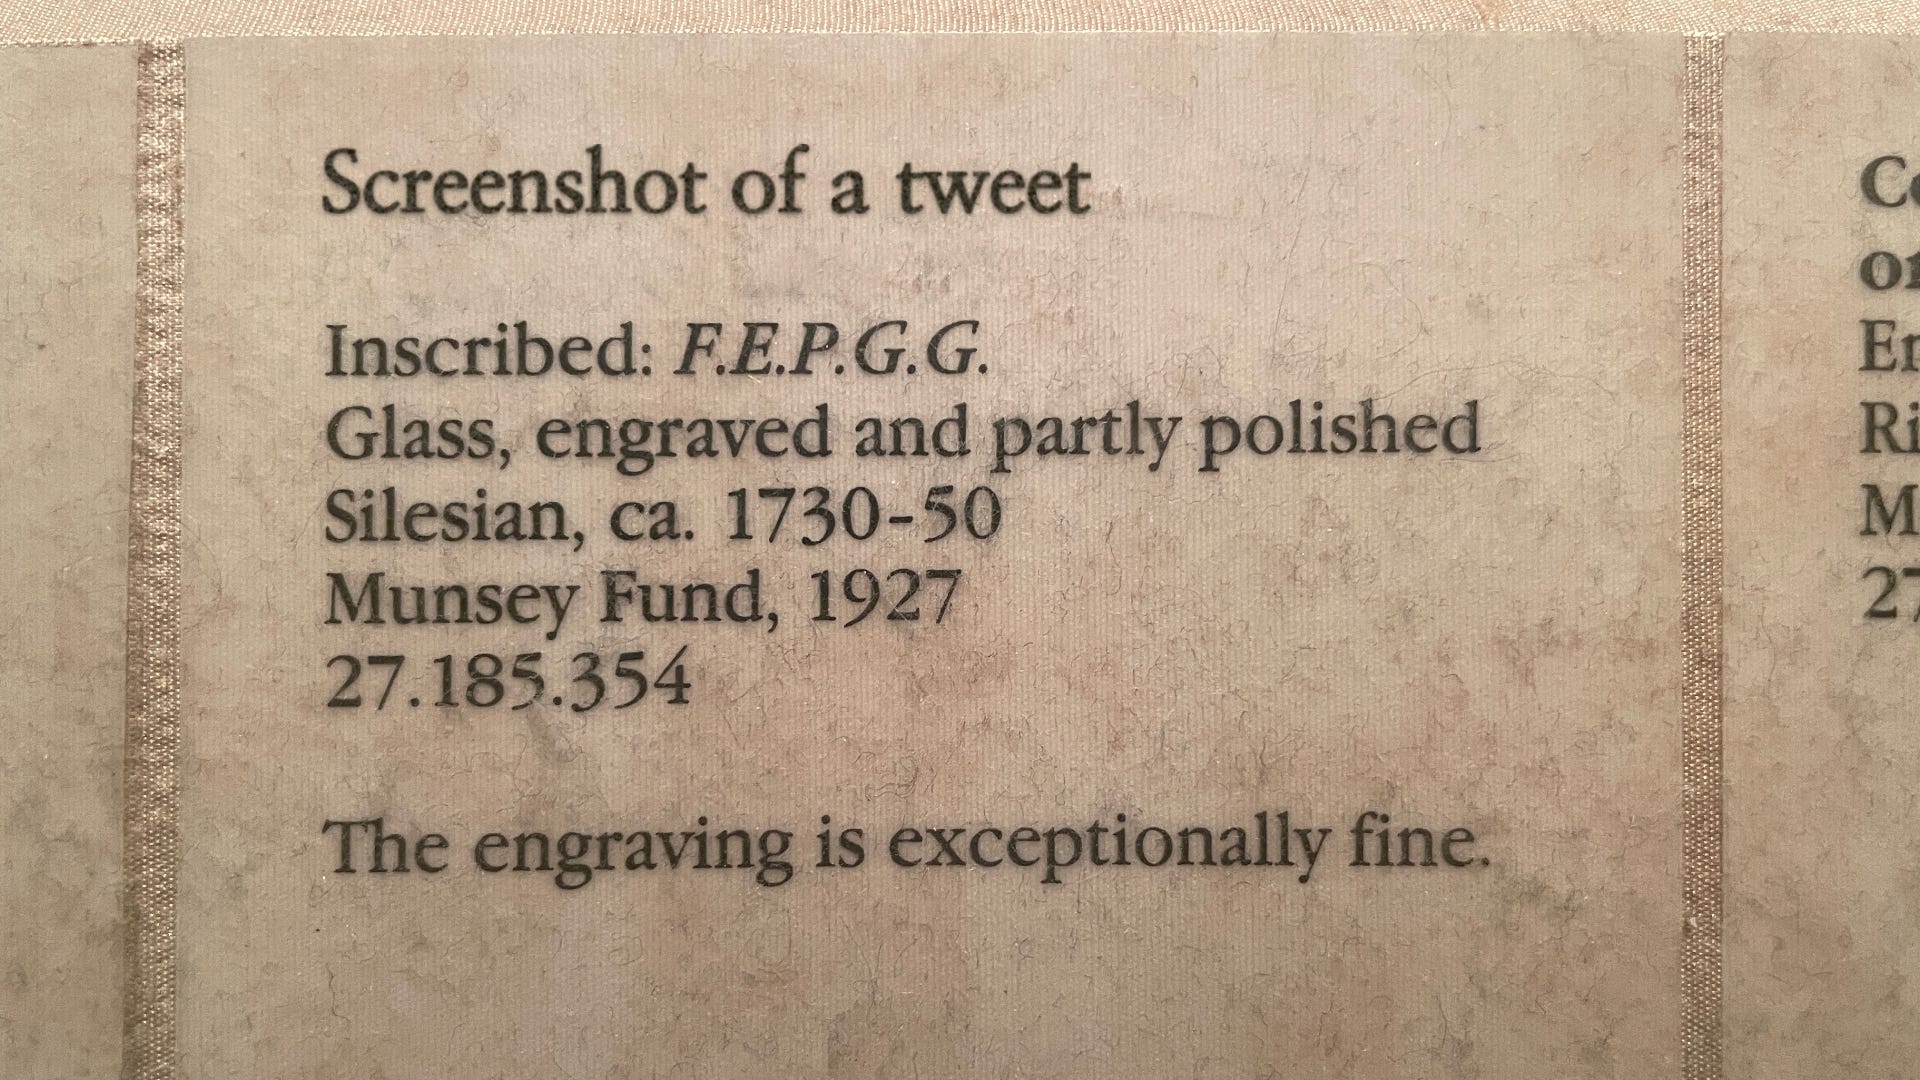 Screenshot of a tweet
Inscribed: F.E.P.G.G.
Glass, engraved and partly polished
Silesian, ca. 1730-50
Munsey Fund, 1927
27.185.354
The engraving is exceptionally fine.